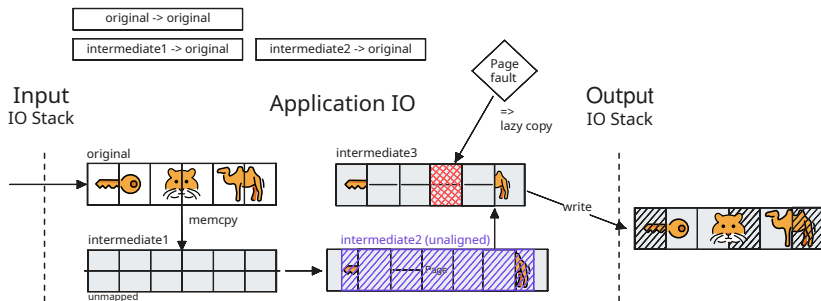 original -> original
intermediate1 -> original
intermediate2 -> original
Page
fault
Input
IO Stack
Application IO
Output
IO Stack
=>
lazy copy
original
intermediate3
memcpy
write
intermediate1
intermediate2 (unaligned)
Page
unmapped